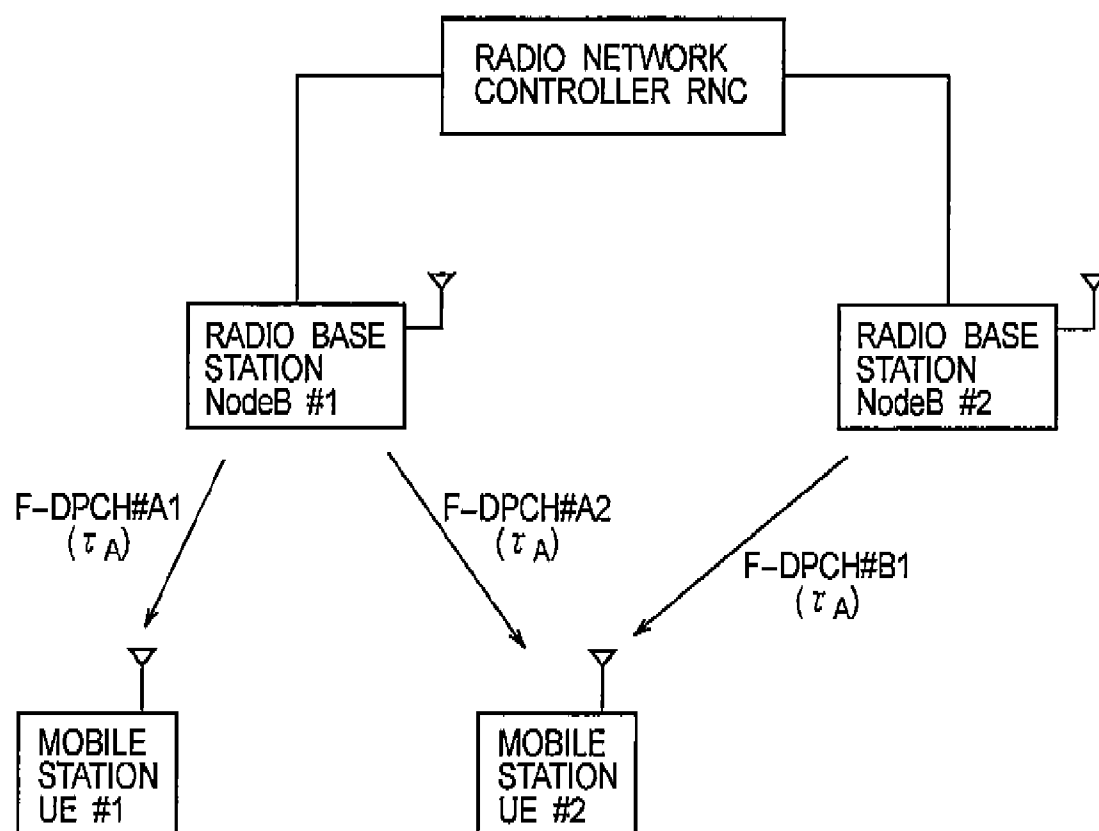 RADIO NETWORK
CONTROLLER RNC
RADIO BASE
STATION
NodeB #1
RADIO BASE
STATION
NodeB #2
F-DPCH#A1
(τA)
F-DPCH#A2
(τA)
F-DPCH#B1
(τA)
MOBILE
STATION
UE #1
MOBILE
STATION
UE #2